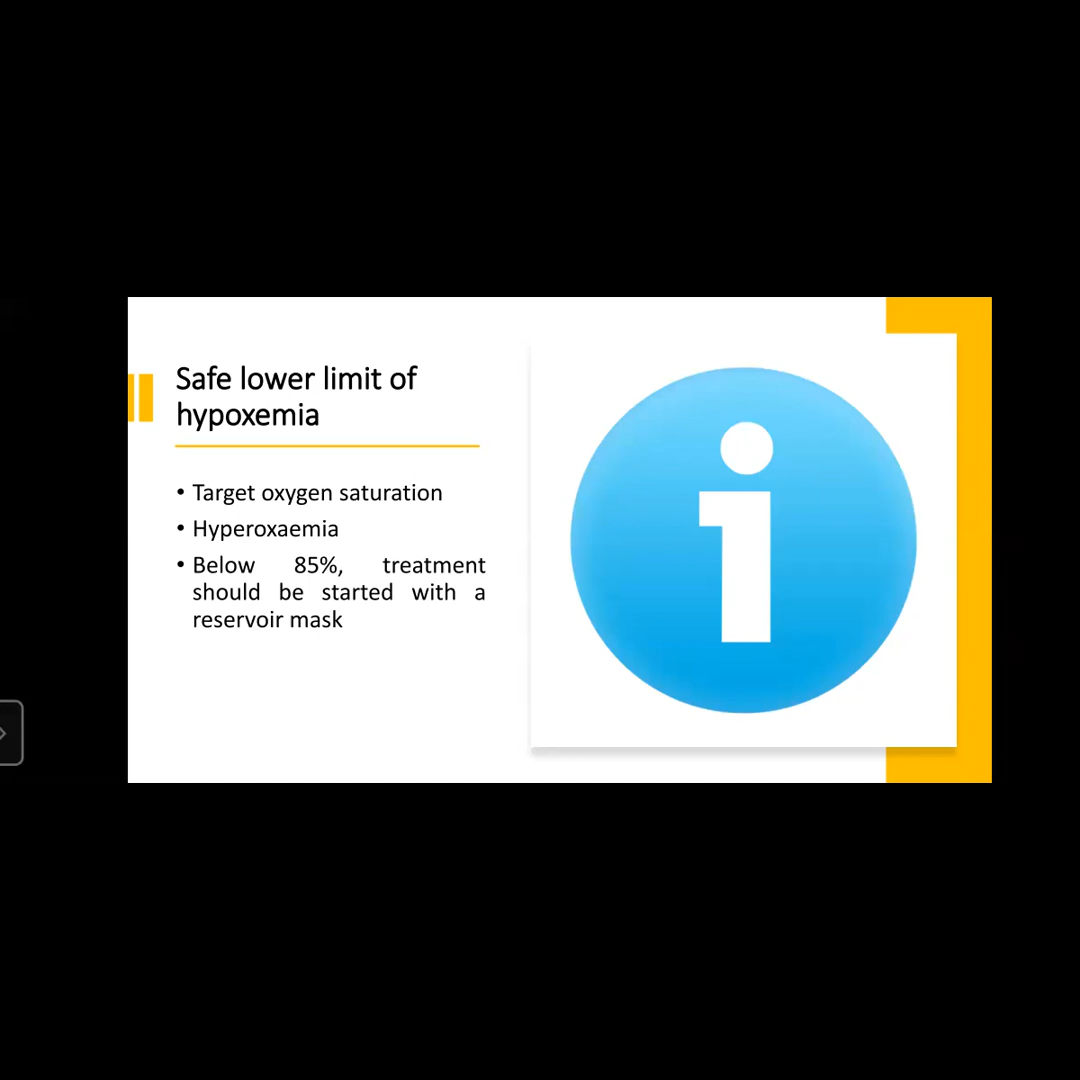 Safe lower limit of
hypoxemia
• Target oxygen saturation
• Hyperoxaemia
• Below 85%, treatment
should be started with a
reservoir mask